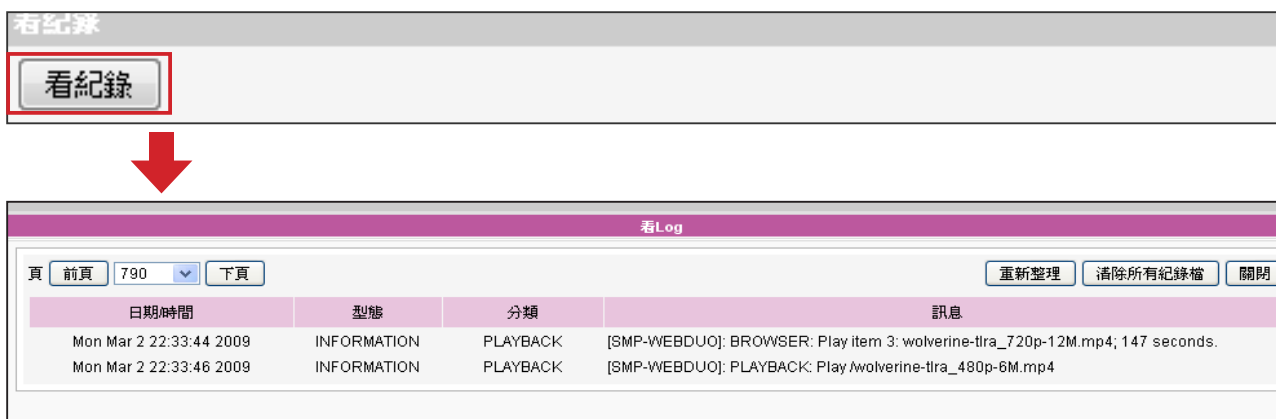 看紀錄
看紀錄
看Log
頁 前頁 790 下頁 重新整理 清除所有紀錄檔 關閉
日期/時間 型態 分類 訊息
Mon Mar 2 22:33:44 2009 INFORMATION PLAYBACK [SMP-WEBDUO]: BROWSER: Play item 3: wolverine-tlra_720p-12M.mp4; 147 seconds.
Mon Mar 2 22:33:46 2009 INFORMATION PLAYBACK [SMP-WEBDUO]: PLAYBACK: Play /wolverine-tlra_480p-6M.mp4